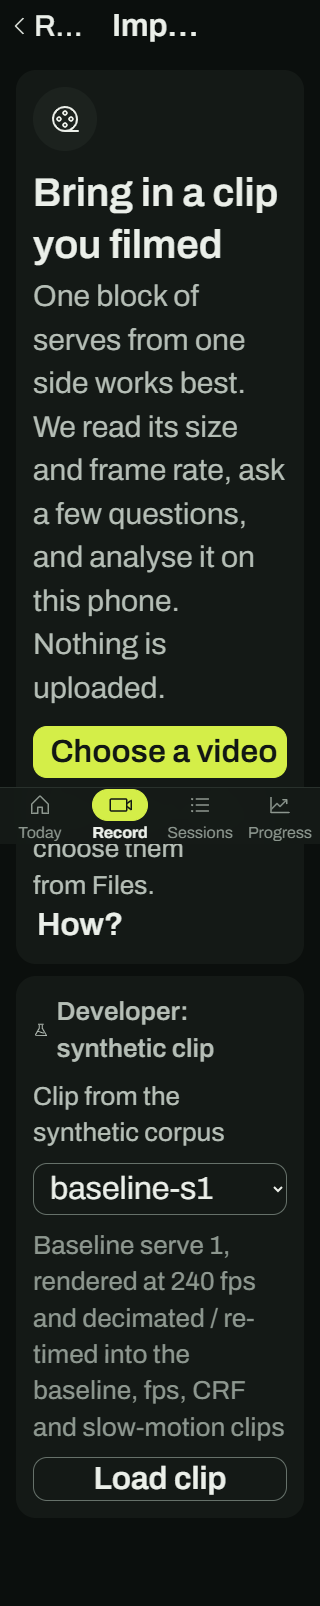 R... Imp...
Bring in a clip
you filmed
One block of
serves from one
side works best.
We read its size
and frame rate, ask
a few questions,
and analyse it on
this phone.
Nothing is
uploaded.
Choose a video
Today Record Sessions Progress
choose them
from Files.
How?
Developer:
synthetic clip
Clip from the
synthetic corpus
baseline-s1
Baseline serve 1,
rendered at 240 fps
and decimated / re-
timed into the
baseline, fps, CRF
and slow-motion clips
Load clip